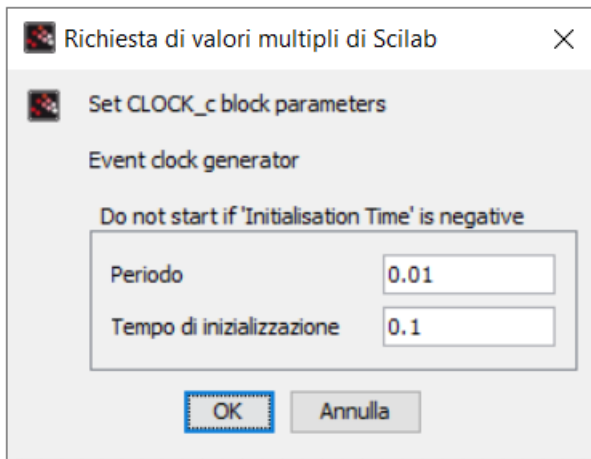 Richiesta di valori multipli di Scilab
Set CLOCK_c block parameters
Event clock generator
Do not start if 'Initialisation Time' is negative
Periodo 0.01
Tempo di inizializzazione 0.1
OK Annulla